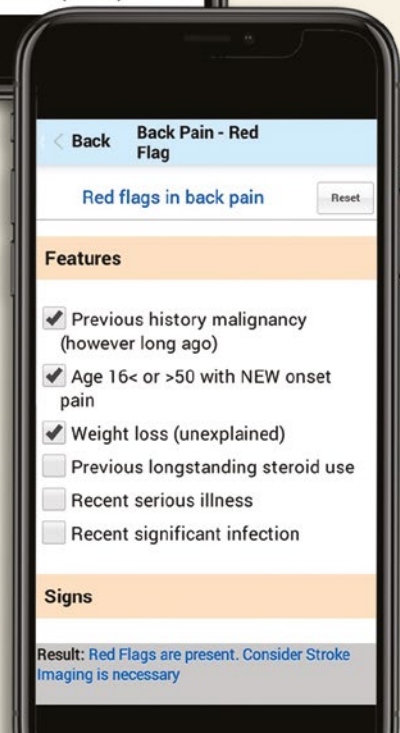 Back
Back Pain - Red
Flag
Red flags in back pain
Reset
Features
Previous history malignancy
(however long ago)
Age 16< or >50 with NEW onset
pain
Weight loss (unexplained)
Previous longstanding steroid use
Recent serious illness
Recent significant infection
Signs
Result: Red Flags are present. Consider Stroke
Imaging is necessary